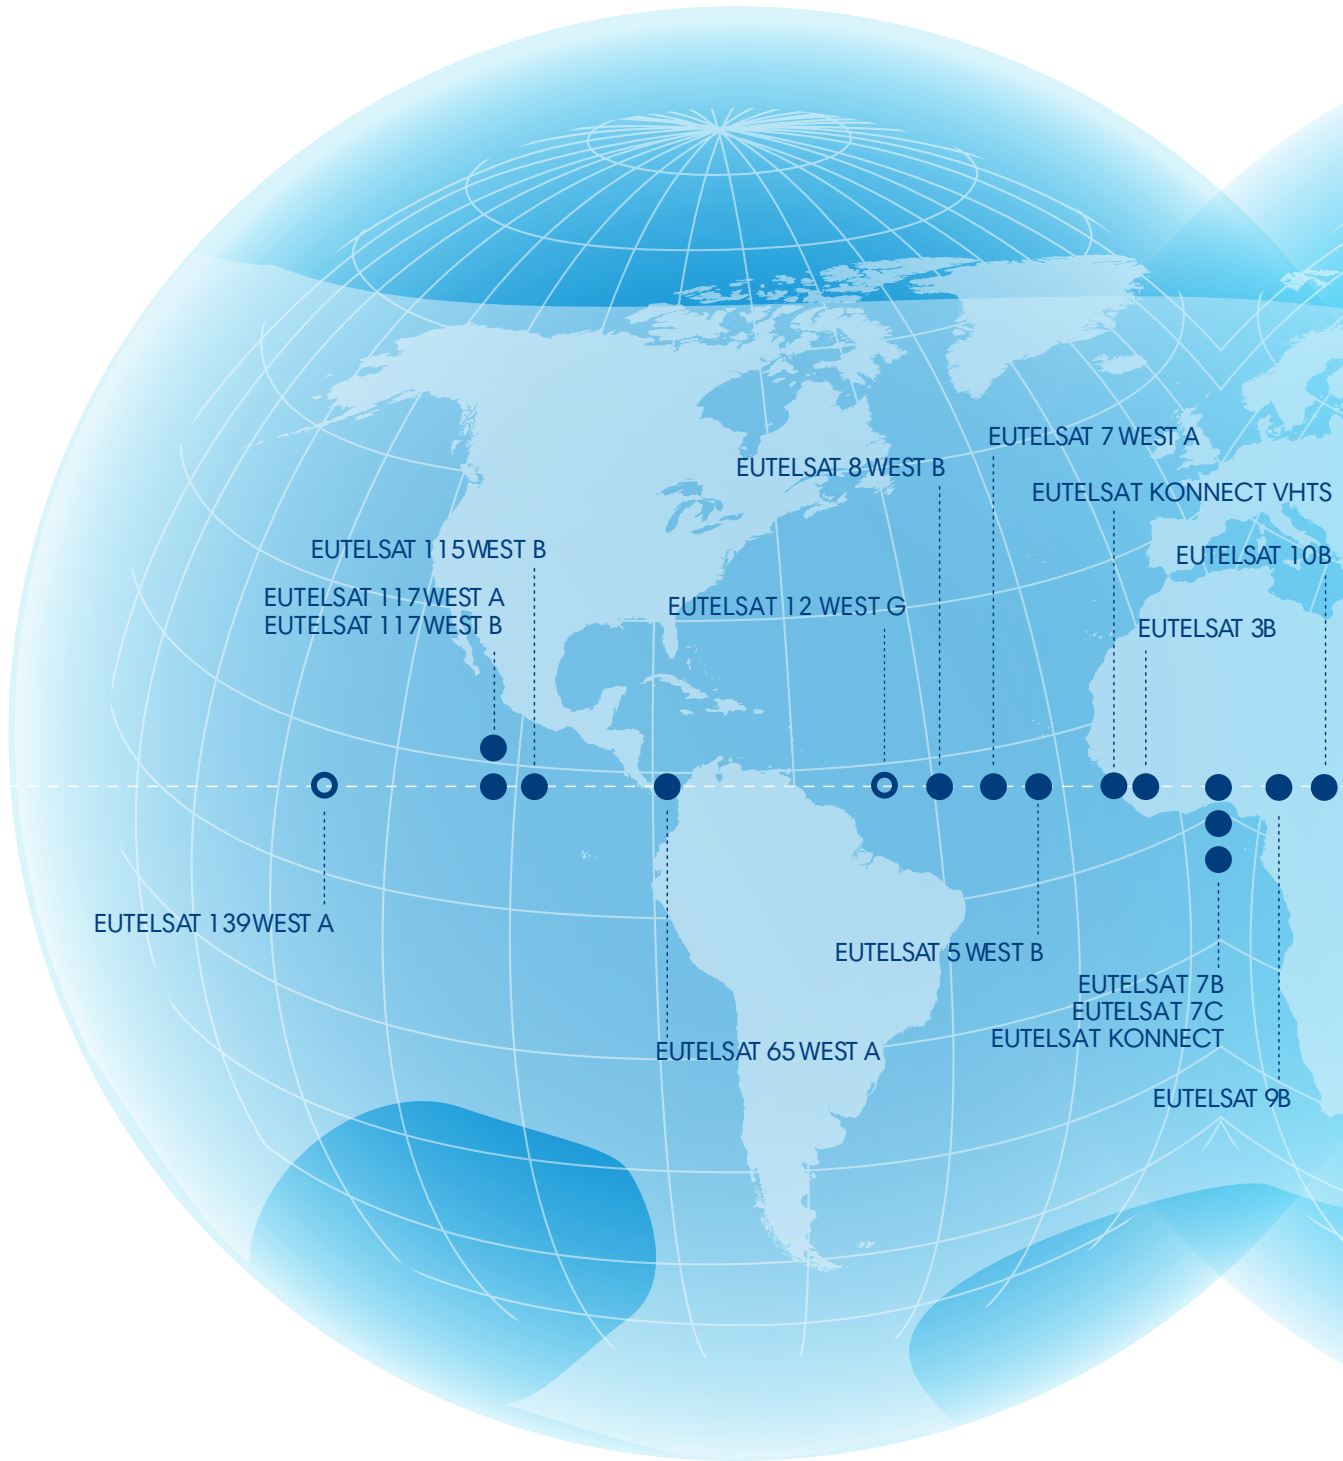 EUTELSAT 7 WEST A
EUTELSAT 8 WEST B
EUTELSAT KONNECT VHTS
EUTELSAT 115 WEST B
EUTELSAT 10B
EUTELSAT 117 WEST A
EUTELSAT 117 WEST B
EUTELSAT 12 WEST G
EUTELSAT 3B
EUTELSAT 139 WEST A
EUTELSAT 5 WEST B
EUTELSAT 7B
EUTELSAT 7C
EUTELSAT KONNECT
EUTELSAT 65 WEST A
EUTELSAT 9B